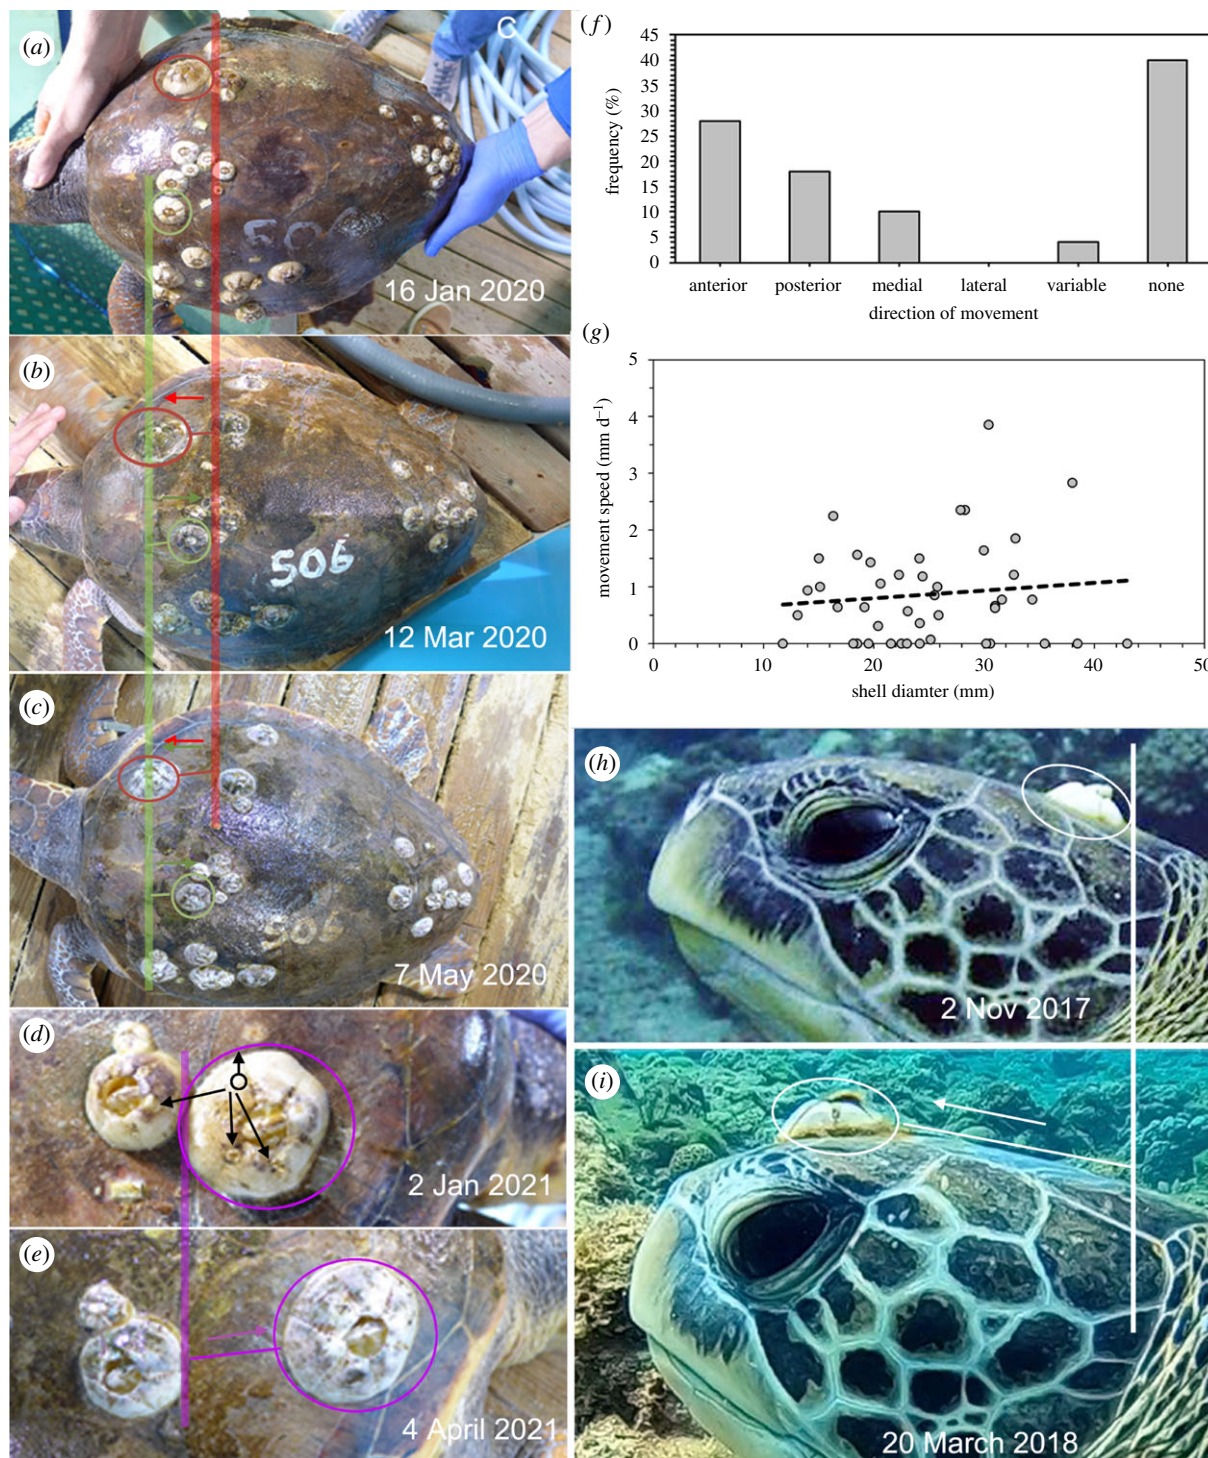 (a)
C
50
16 Jan 2020
(b)
506
12 Mar 2020
(c)
7 May 2020
(d)
2 Jan 2021
(e)
4 April 2021
(f)
45
40
35
30
25
20
15
10
5
0
frequency (%)
anterior posterior medial lateral variable none
direction of movement
(g)
5
4
3
2
1
0
movement speed (mm d–1)
0 10 20 30 40 50
shell diamter (mm)
(h)
2 Nov 2017
(i)
20 March 2018